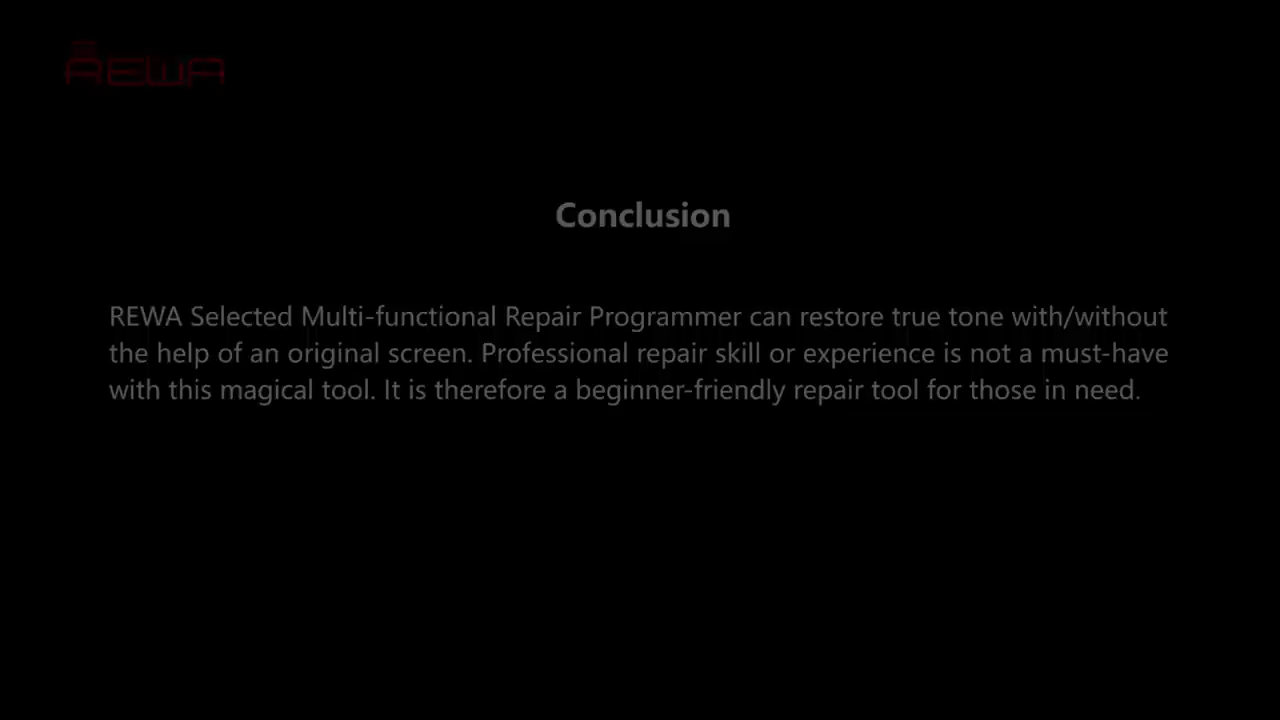 REWA
Conclusion
REWA Selected Multi-functional Repair Programmer can restore true tone with/without
the help of an original screen. Professional repair skill or experience is not a must-have
with this magical tool. It is therefore a beginner-friendly repair tool for those in need.